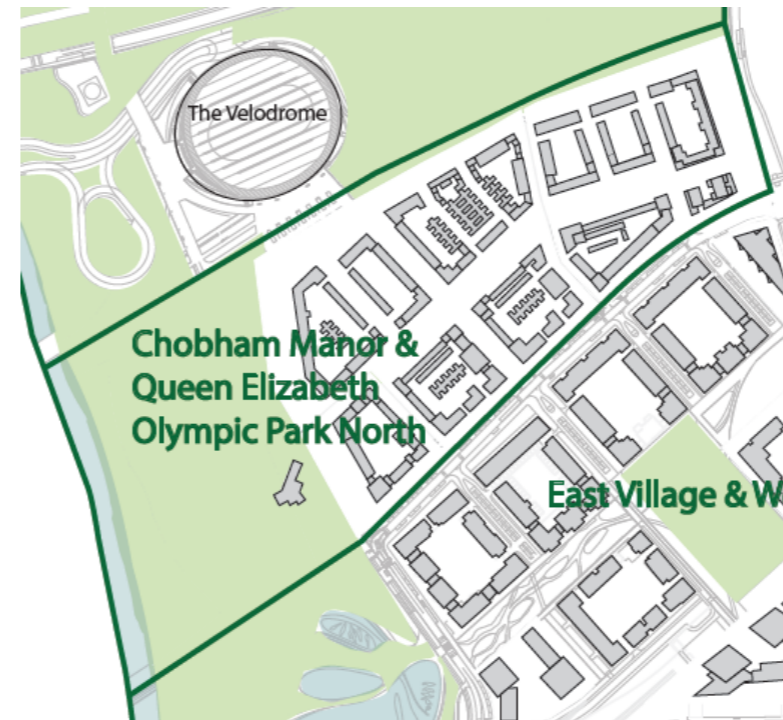 The Velodrome
Chobham Manor &
Queen Elizabeth
Olympic Park North
East Village & W